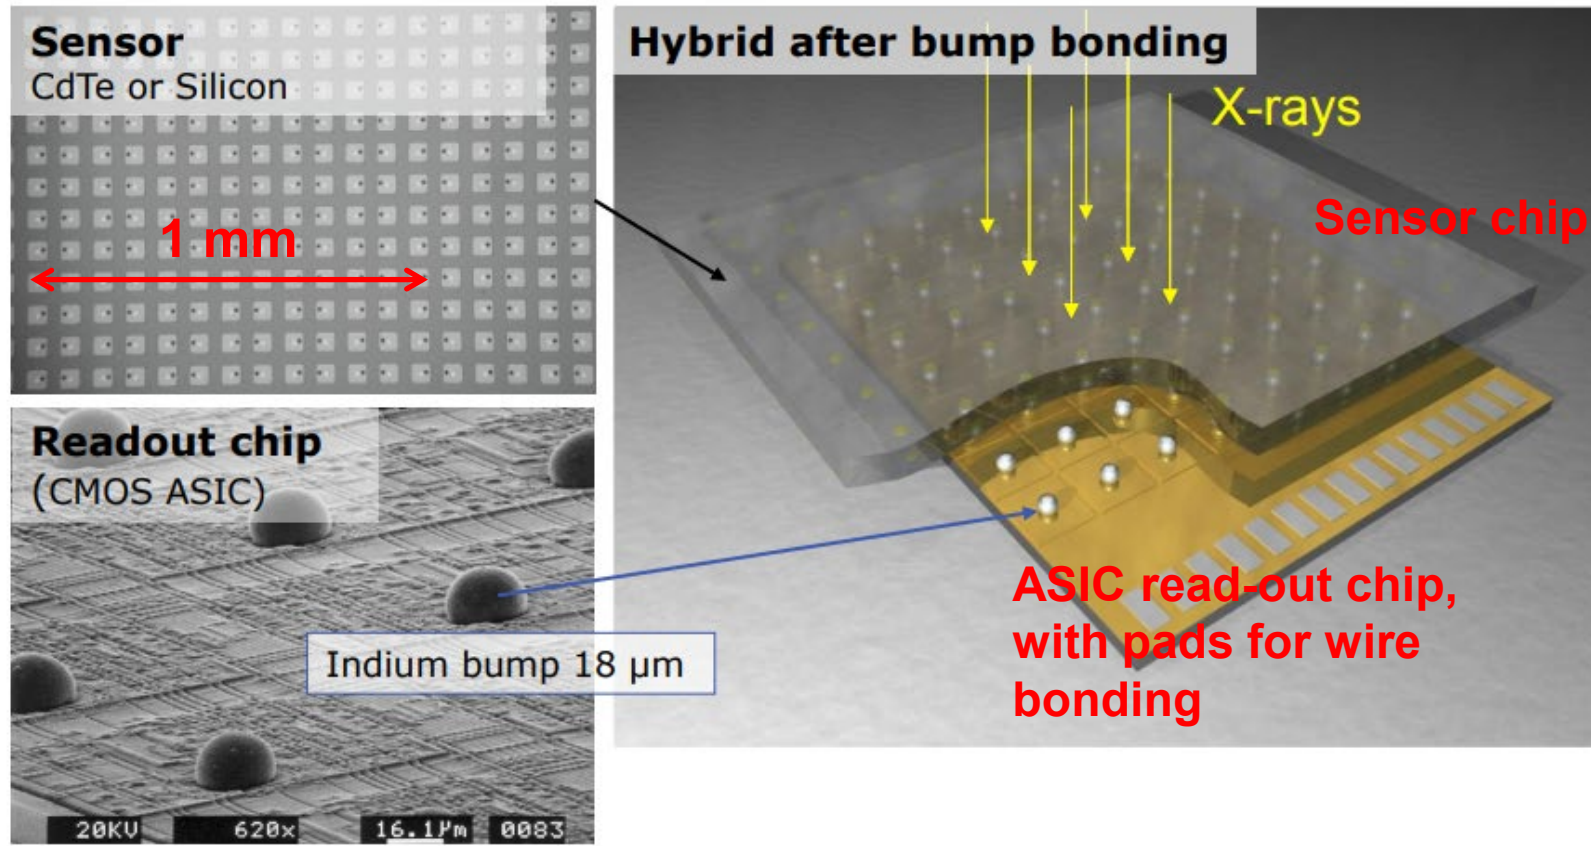 Sensor
CdTe or Silicon
1 mm
Readout chip
(CMOS ASIC)
Indium bump 18 µm
20KV 620x 16.1µm 0083
Hybrid after bump bonding
X-rays
Sensor chip
ASIC read-out chip,
with pads for wire
bonding